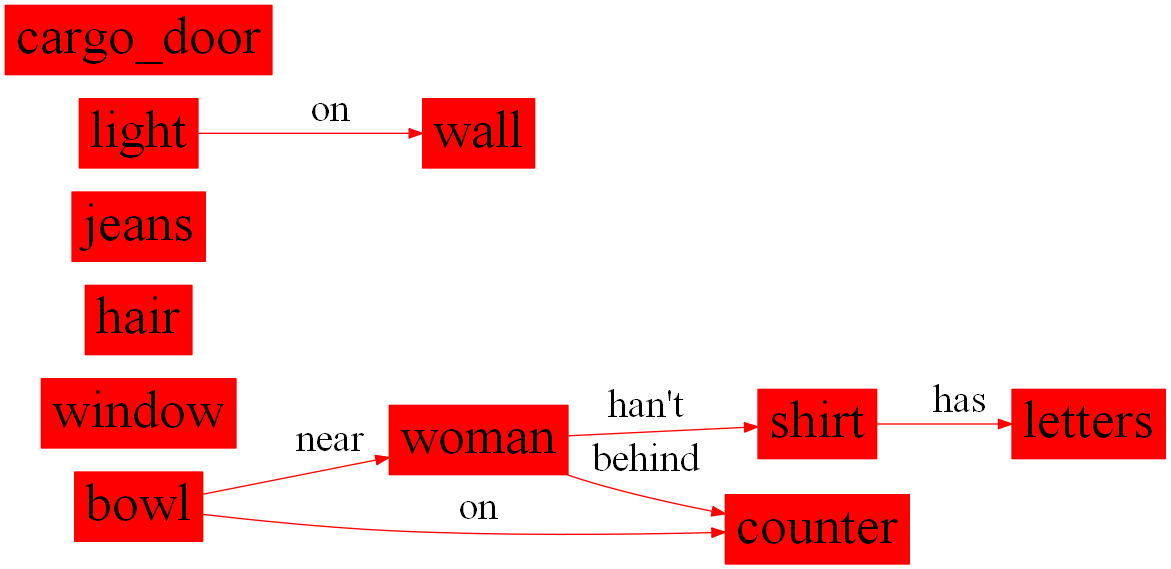 cargo_door
light
on
wall
jeans
hair
window
bowl
near
on
woman
han't
behind
shirt
has
letters
counter